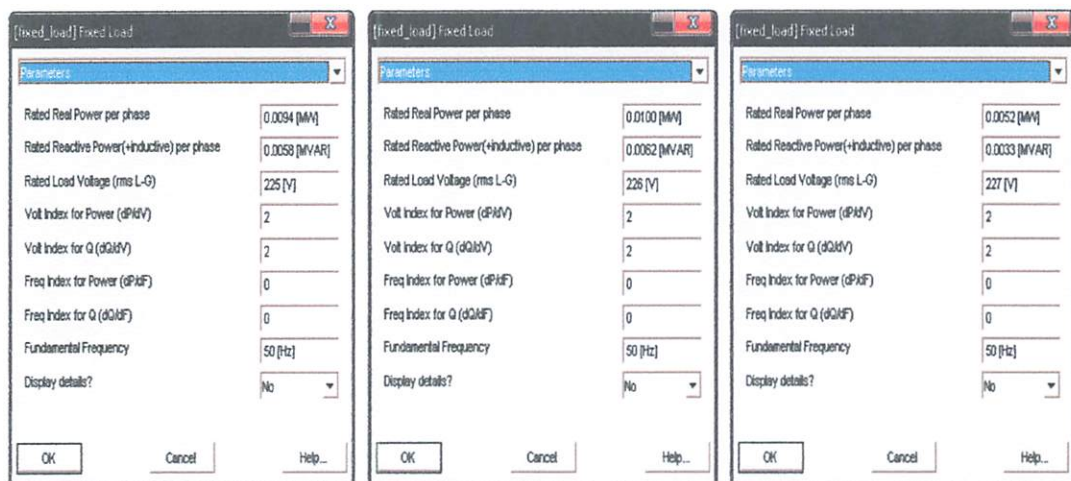 [fixed_load] Fixed Load
X
Parameters
Rated Real Power per phase
0.0094 [MW]
Rated Reactive Power(+inductive) per phase
0.0058 [MVAR]
Rated Load Voltage (rms L-G)
225 [V]
Volt Index for Power (dP/dV)
2
Volt Index for Q (dQ/dV)
2
Freq Index for Power (dP/dF)
0
Freq Index for Q (dQ/dF)
0
Fundamental Frequency
50 [Hz]
Display details?
No
OK
Cancel
Help...
[fixed_load] Fixed Load
X
Parameters
Rated Real Power per phase
0.0100 [MW]
Rated Reactive Power(+inductive) per phase
0.0062 [MVAR]
Rated Load Voltage (rms L-G)
226 [V]
Volt Index for Power (dP/dV)
2
Volt Index for Q (dQ/dV)
2
Freq Index for Power (dP/dF)
0
Freq Index for Q (dQ/dF)
0
Fundamental Frequency
50 [Hz]
Display details?
No
OK
Cancel
Help...
[fixed_load] Fixed Load
X
Parameters
Rated Real Power per phase
0.0052 [MW]
Rated Reactive Power(+inductive) per phase
0.0033 [MVAR]
Rated Load Voltage (rms L-G)
227 [V]
Volt Index for Power (dP/dV)
2
Volt Index for Q (dQ/dV)
2
Freq Index for Power (dP/dF)
0
Freq Index for Q (dQ/dF)
0
Fundamental Frequency
50 [Hz]
Display details?
No
OK
Cancel
Help...